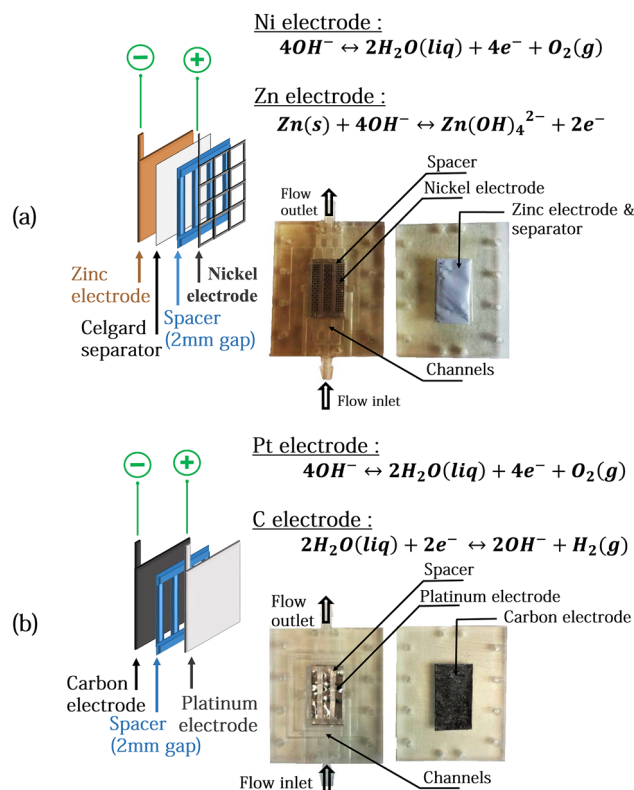 Ni electrode :
4OH⁻ ↔ 2H₂O(liq) + 4e⁻ + O₂(g)
Zn electrode :
Zn(s) + 4OH⁻ ↔ Zn(OH)₄²⁻ + 2e⁻
− +
(a)
Spacer
Flow
outlet
Nickel electrode
Zinc electrode &
separator
Zinc
electrode
Celgard
separator
Spacer
(2mm gap)
Nickel
electrode
Channels
Flow inlet
Pt electrode :
4OH⁻ ↔ 2H₂O(liq) + 4e⁻ + O₂(g)
C electrode :
2H₂O(liq) + 2e⁻ ↔ 2OH⁻ + H₂(g)
− +
(b)
Spacer
Flow
outlet
Platinum electrode
Carbon electrode
Carbon
electrode
Spacer
(2mm gap)
Platinum
electrode
Channels
Flow inlet